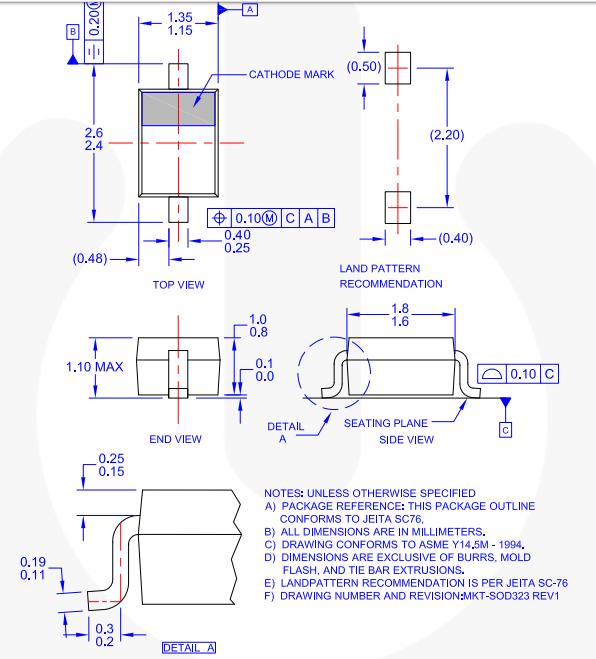 1.35
1.15
A
B
0.20Ⓜ
CATHODE MARK
(0.50)
2.6
2.4
(2.20)
0.10Ⓜ C A B
0.40
0.25
(0.40)
(0.48)
TOP VIEW
LAND PATTERN
RECOMMENDATION
1.8
1.6
1.0
0.8
1.10 MAX
0.1
0.0
0.10 C
DETAIL
A
SEATING PLANE
C
END VIEW
SIDE VIEW
0.25
0.15
NOTES: UNLESS OTHERWISE SPECIFIED
A) PACKAGE REFERENCE: THIS PACKAGE OUTLINE
CONFORMS TO JEITA SC76,
B) ALL DIMENSIONS ARE IN MILLIMETERS.
C) DRAWING CONFORMS TO ASME Y14.5M - 1994.
D) DIMENSIONS ARE EXCLUSIVE OF BURRS, MOLD
FLASH, AND TIE BAR EXTRUSIONS.
E) LANDPATTERN RECOMMENDATION IS PER JEITA SC-76
F) DRAWING NUMBER AND REVISION:MKT-SOD323 REV1
0.19
0.11
0.3
0.2
DETAIL A